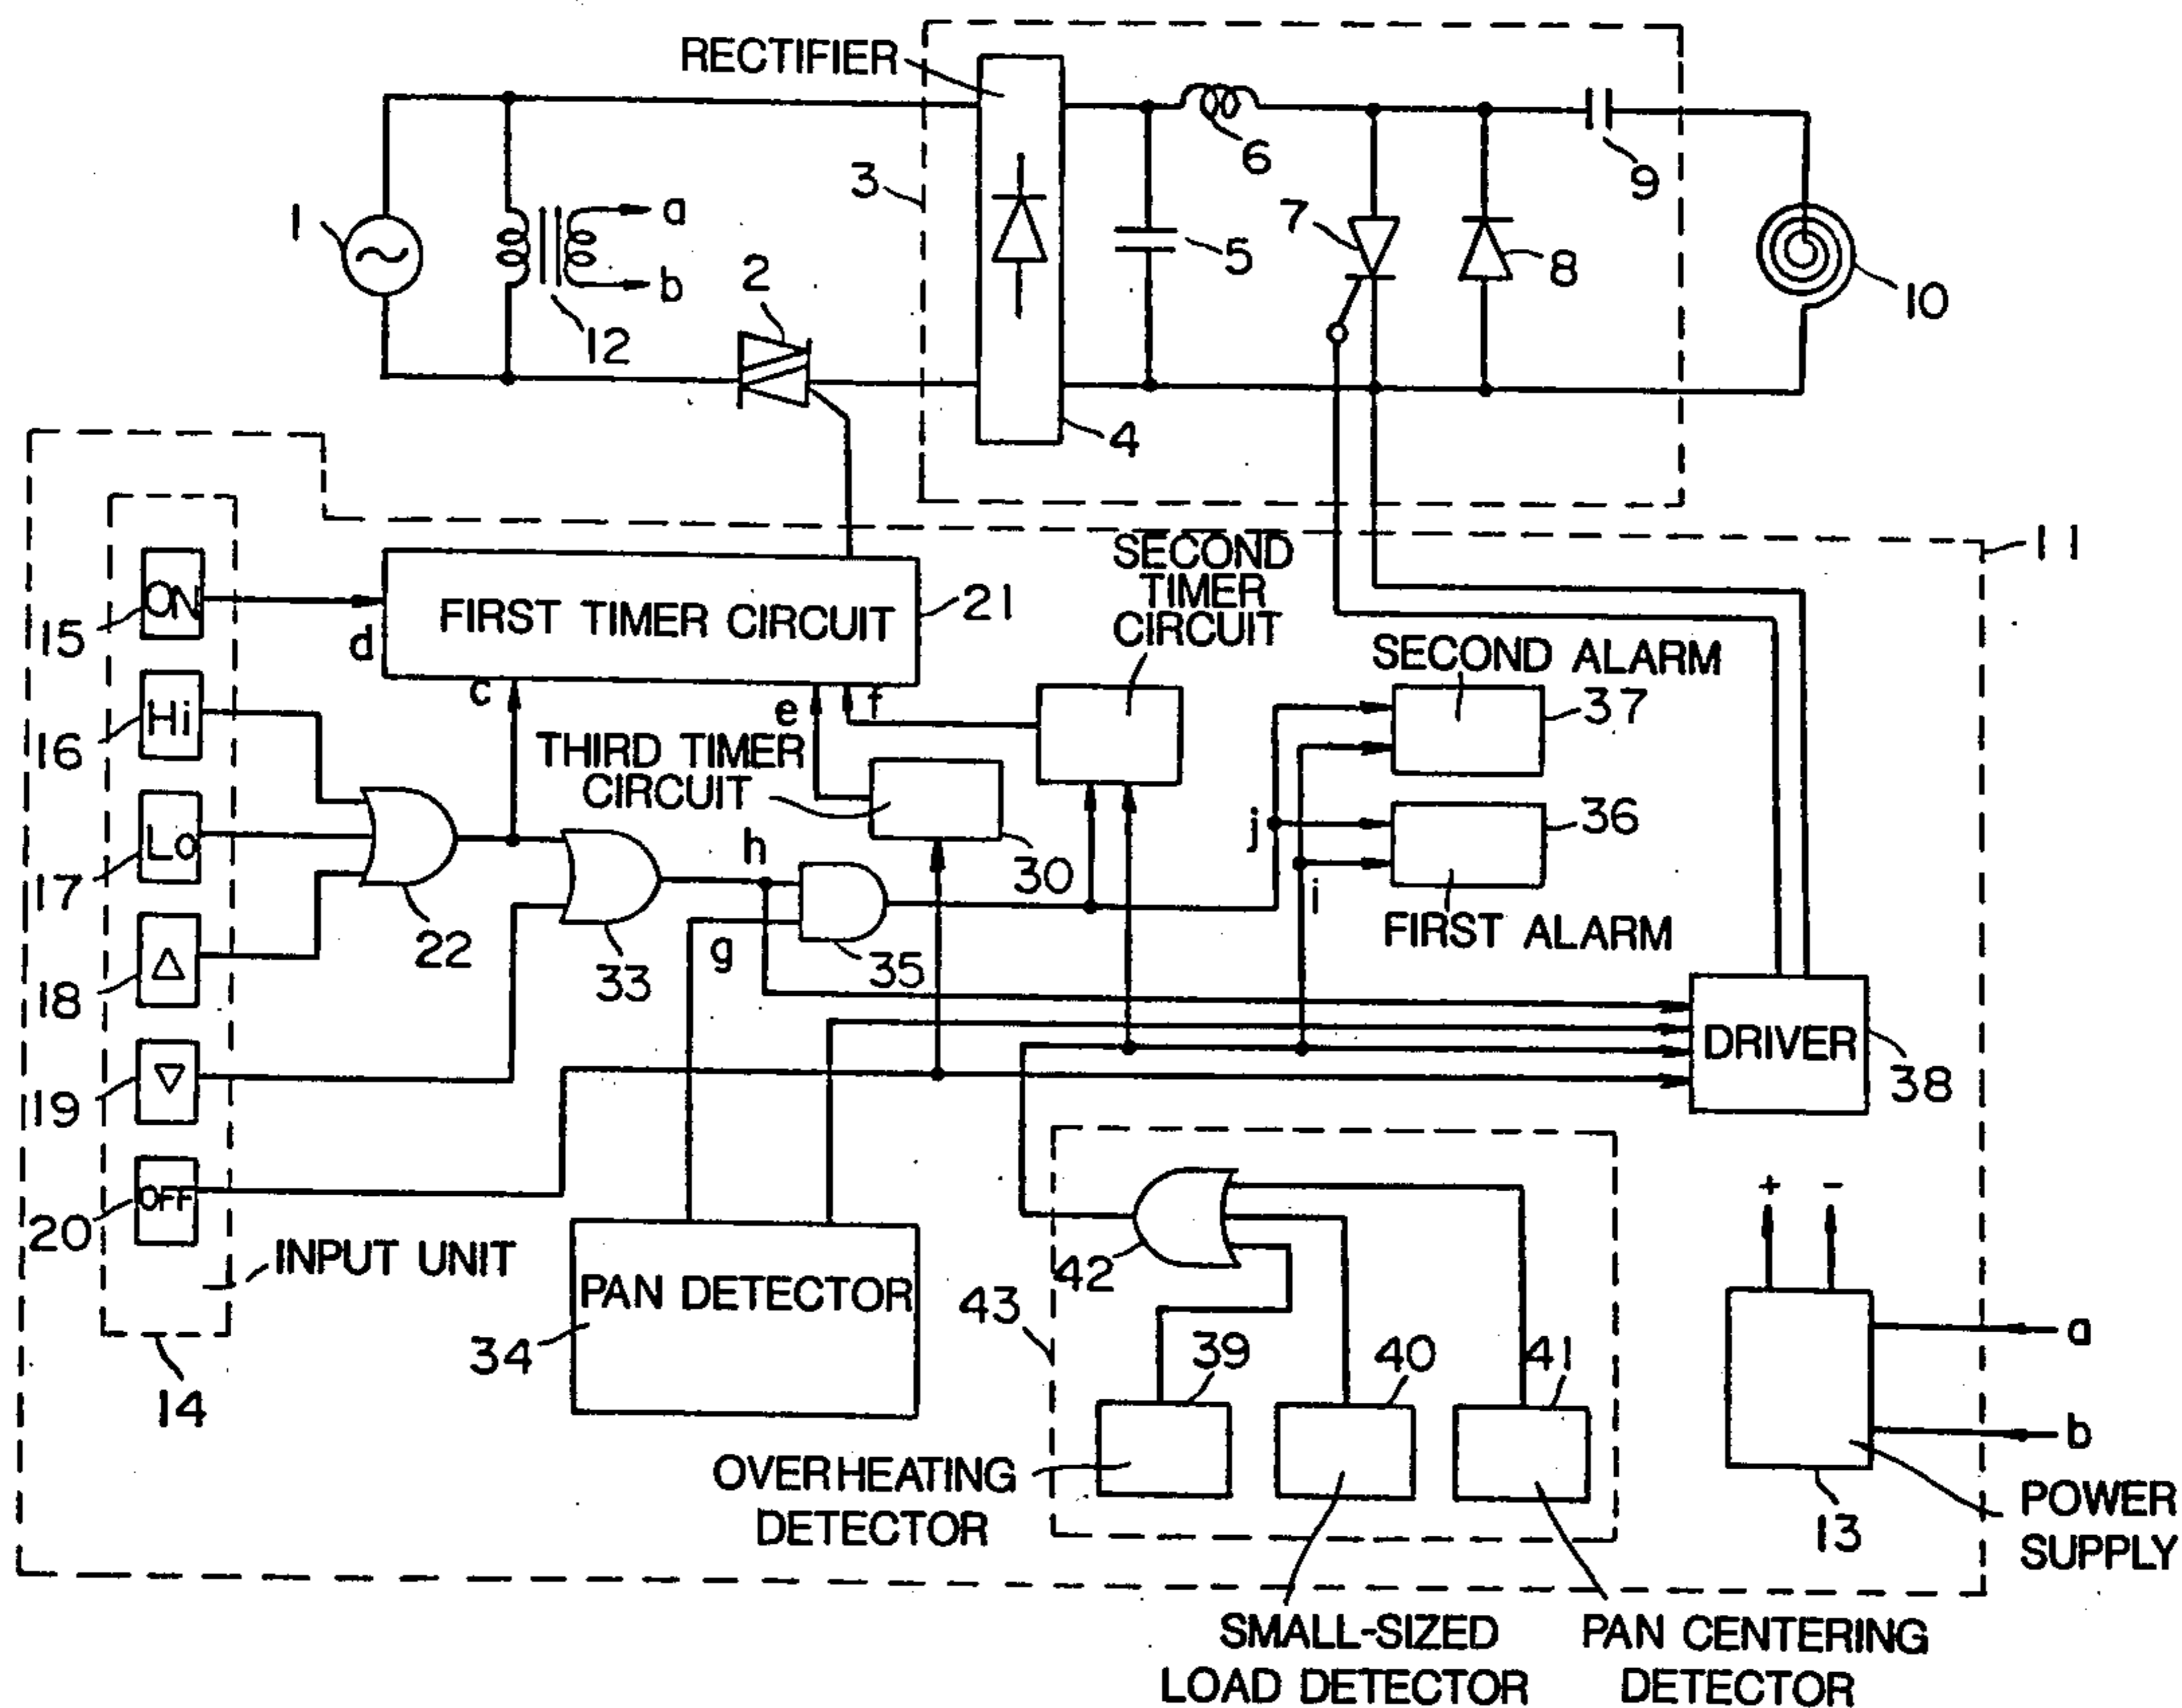 RECTIFIER
3
6
9
1
a
b
12
2
7
5
8
10
4
11
ON
15
d
FIRST TIMER CIRCUIT
21
SECOND
TIMER
CIRCUIT
SECOND ALARM
37
Hi
16
c
e
f
THIRD TIMER
CIRCUIT
30
j
36
i
FIRST ALARM
Lo
17
22
h
33
g
35
△
18
▽
19
DRIVER
38
OFF
20
INPUT UNIT
14
PAN DETECTOR
34
42
43
39
40
41
OVERHEATING
DETECTOR
+ -
a
b
13
POWER
SUPPLY
SMALL-SIZED
LOAD DETECTOR
PAN CENTERING
DETECTOR